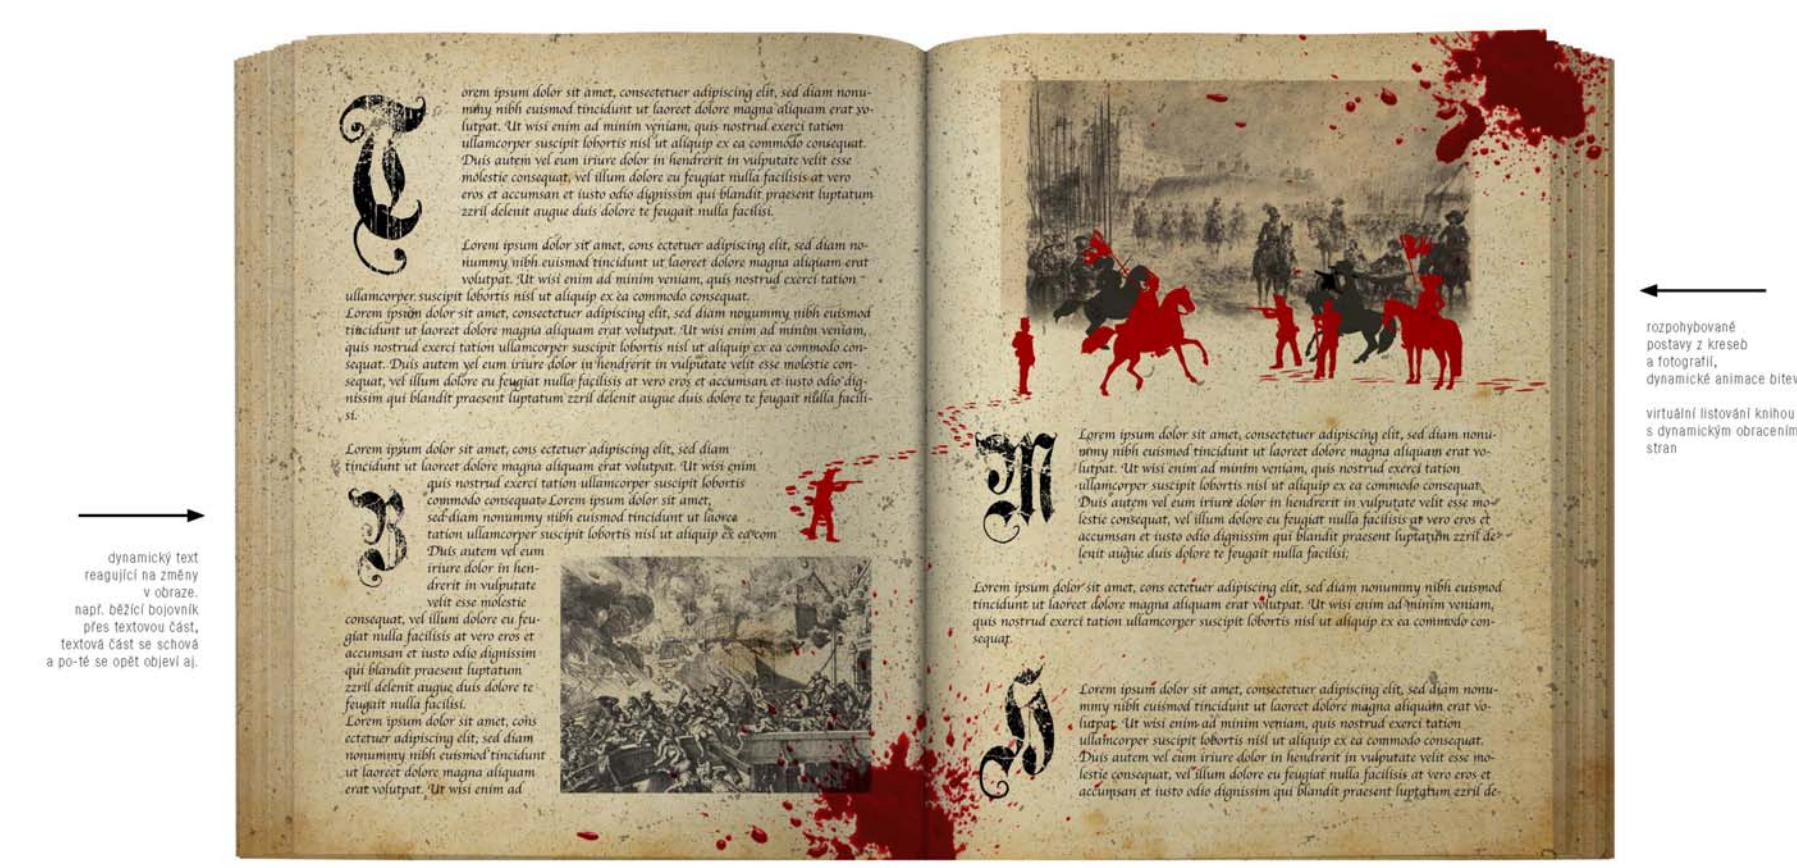 T
orem ipsum dolor sit amet, consectetuer adipiscing elit, sed diam nonu-
mmy nibh euismod tincidunt ut laoreet dolore magna aliquam erat vo-
lutpat. Ut wisi enim ad minim veniam, quis nostrud exerci tation
ullamcorper suscipit lobortis nisl ut aliquip ex ea commodo consequat.
Duis autem vel eum iriure dolor in hendrerit in vulputate velit esse
molestie consequat, vel illum dolore eu feugiat nulla facilisis at vero
eros et accumsan et iusto odio dignissim qui blandit praesent luptatum
zzril delenit augue duis dolore te feugait nulla facilisi.
Lorem ipsum dolor sit amet, cons ectetuer adipiscing elit, sed diam no-
nummy nibh euismod tincidunt ut laoreet dolore magna aliquam erat
volutpat. Ut wisi enim ad minim veniam, quis nostrud exerci tation
ullamcorper suscipit lobortis nisl ut aliquip ex ea commodo consequat.
Lorem ipsum dolor sit amet, consectetuer adipiscing elit, sed diam nonummy nibh euismod
tincidunt ut laoreet dolore magna aliquam erat volutpat. Ut wisi enim ad minim veniam,
quis nostrud exerci tation ullamcorper suscipit lobortis nisl ut aliquip ex ea commodo con-
sequat. Duis autem vel eum iriure dolor in hendrerit in vulputate velit esse molestie con-
sequat, vel illum dolore eu feugiat nulla facilisis at vero eros et accumsan et iusto odio dig-
nissim qui blandit praesent luptatum zzril delenit augue duis dolore te feugait nulla facili-
si.
Lorem ipsum dolor sit amet, cons ectetuer adipiscing elit, sed diam
tincidunt ut laoreet dolore magna aliquam erat volutpat. Ut wisi enim
B
quis nostrud exerci tation ullamcorper suscipit lobortis
commodo consequat. Lorem ipsum dolor sit amet,
sed diam nonummy nibh euismod tincidunt ut laoree
tation ullamcorper suscipit lobortis nisl ut aliquip ex ea com
Duis autem vel eum
iriure dolor in hen-
drerit in vulputate
velit esse molestie
consequat, vel illum dolore eu feu-
giat nulla facilisis at vero eros et
accumsan et iusto odio dignissim
qui blandit praesent luptatum
zzril delenit augue duis dolore te
feugait nulla facilisi.
Lorem ipsum dolor sit amet, cons
ectetuer adipiscing elit, sed diam
nonummy nibh euismod tincidunt
ut laoreet dolore magna aliquam
erat volutpat. Ut wisi enim ad
M
Lorem ipsum dolor sit amet, consectetuer adipiscing elit, sed diam nonu-
mmy nibh euismod tincidunt ut laoreet dolore magna aliquam erat vo-
lutpat. Ut wisi enim ad minim veniam, quis nostrud exerci tation
ullamcorper suscipit lobortis nisl ut aliquip ex ea commodo consequat.
Duis autem vel eum iriure dolor in hendrerit in vulputate velit esse mo-
lestie consequat, vel illum dolore eu feugiat nulla facilisis at vero eros et
accumsan et iusto odio dignissim qui blandit praesent luptatum zzril de-
lenit augue duis dolore te feugait nulla facilisi.
Lorem ipsum dolor sit amet, cons ectetuer adipiscing elit, sed diam nonummy nibh euismod
tincidunt ut laoreet dolore magna aliquam erat volutpat. Ut wisi enim ad minim veniam,
quis nostrud exerci tation ullamcorper suscipit lobortis nisl ut aliquip ex ea commodo con-
sequat.
Lorem ipsum dolor sit amet, consectetuer adipiscing elit, sed diam nonu-
mmy nibh euismod tincidunt ut laoreet dolore magna aliquam erat vo-
lutpat. Ut wisi enim ad minim veniam, quis nostrud exerci tation
ullamcorper suscipit lobortis nisl ut aliquip ex ea commodo consequat.
Duis autem vel eum iriure dolor in hendrerit in vulputate velit esse mo-
lestie consequat, vel illum dolore eu feugiat nulla facilisis at vero eros et
accumsan et iusto odio dignissim qui blandit praesent luptatum zzril de-
dynamický text
reagující na změny
v obraze.
např. běžící bojovník
přes textovou část,
textová část se schová
a po-té se opět objeví aj.
rozpohybované
postavy z kreseb
a fotografií,
dynamické animace bitev
virtuální listování knihou
s dynamickým obracením
stran